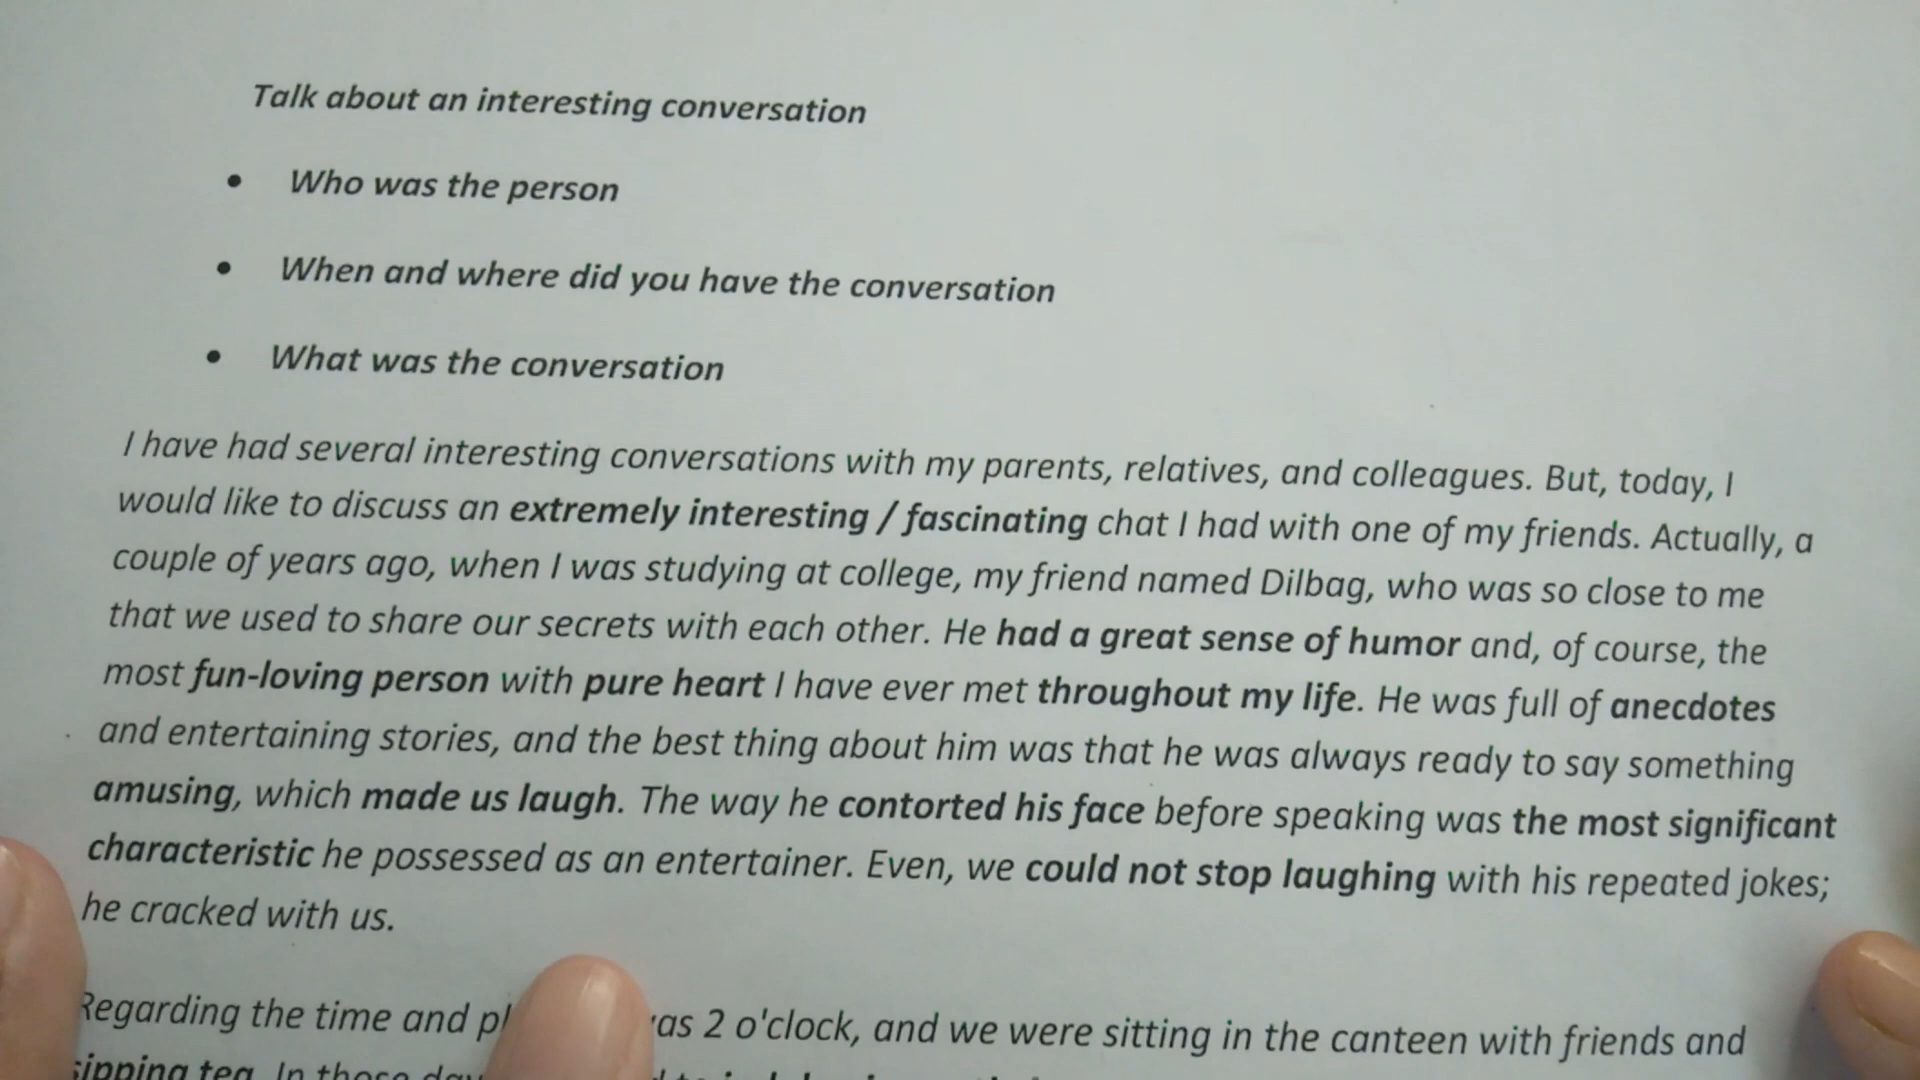 Talk about an interesting conversation
• Who was the person
• When and where did you have the conversation
• What was the conversation
I have had several interesting conversations with my parents, relatives, and colleagues. But, today, I
would like to discuss an extremely interesting / fascinating chat I had with one of my friends. Actually, a
couple of years ago, when I was studying at college, my friend named Dilbag, who was so close to me
that we used to share our secrets with each other. He had a great sense of humor and, of course, the
most fun-loving person with pure heart I have ever met throughout my life. He was full of anecdotes
and entertaining stories, and the best thing about him was that he was always ready to say something
amusing, which made us laugh. The way he contorted his face before speaking was the most significant
characteristic he possessed as an entertainer. Even, we could not stop laughing with his repeated jokes;
he cracked with us.
Regarding the time and 2 o'clock, and we were sitting in the canteen with friends and
sipping tea. In those